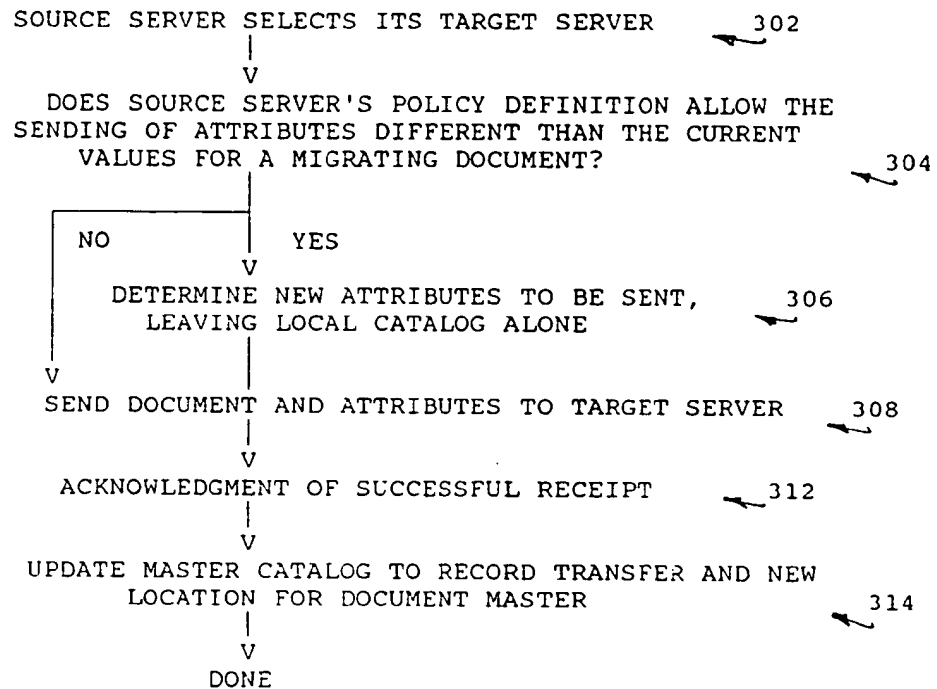 SOURCE SERVER SELECTS ITS TARGET SERVER 302
V
DOES SOURCE SERVER'S POLICY DEFINITION ALLOW THE
SENDING OF ATTRIBUTES DIFFERENT THAN THE CURRENT
VALUES FOR A MIGRATING DOCUMENT? 304
NO YES
V
DETERMINE NEW ATTRIBUTES TO BE SENT, 306
LEAVING LOCAL CATALOG ALONE
V
SEND DOCUMENT AND ATTRIBUTES TO TARGET SERVER 308
V
ACKNOWLEDGMENT OF SUCCESSFUL RECEIPT 312
V
UPDATE MASTER CATALOG TO RECORD TRANSFER AND NEW
LOCATION FOR DOCUMENT MASTER 314
V
DONE